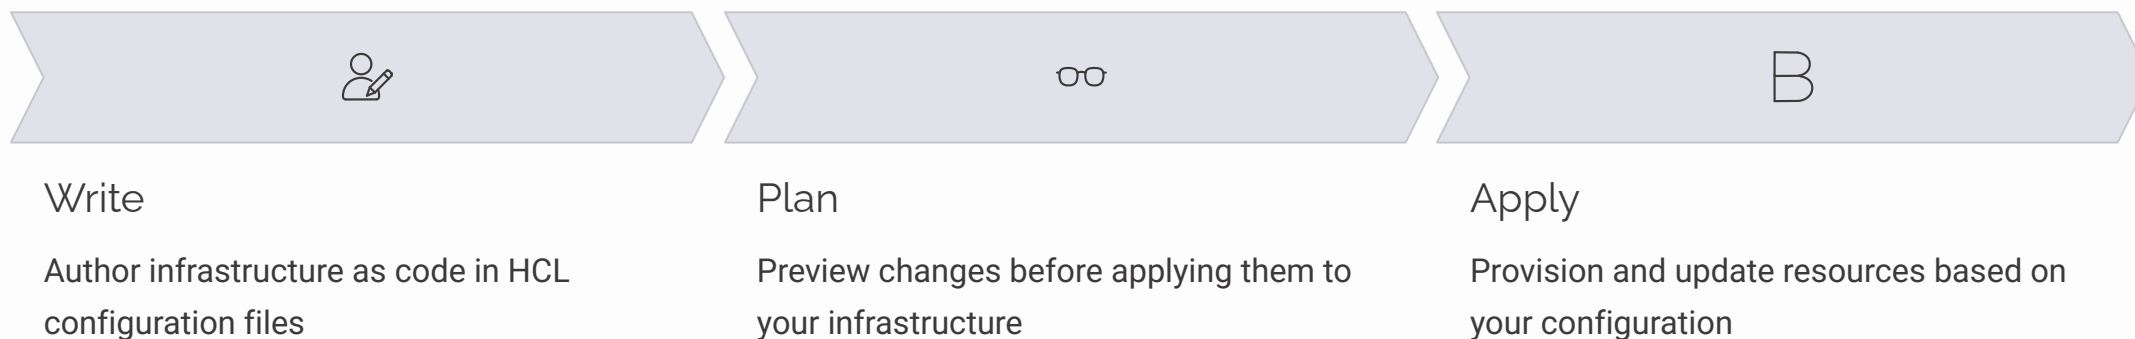 B
Write
Author infrastructure as code in HCL
configuration files
Plan
Preview changes before applying them to
your infrastructure
Apply
Provision and update resources based on
your configuration